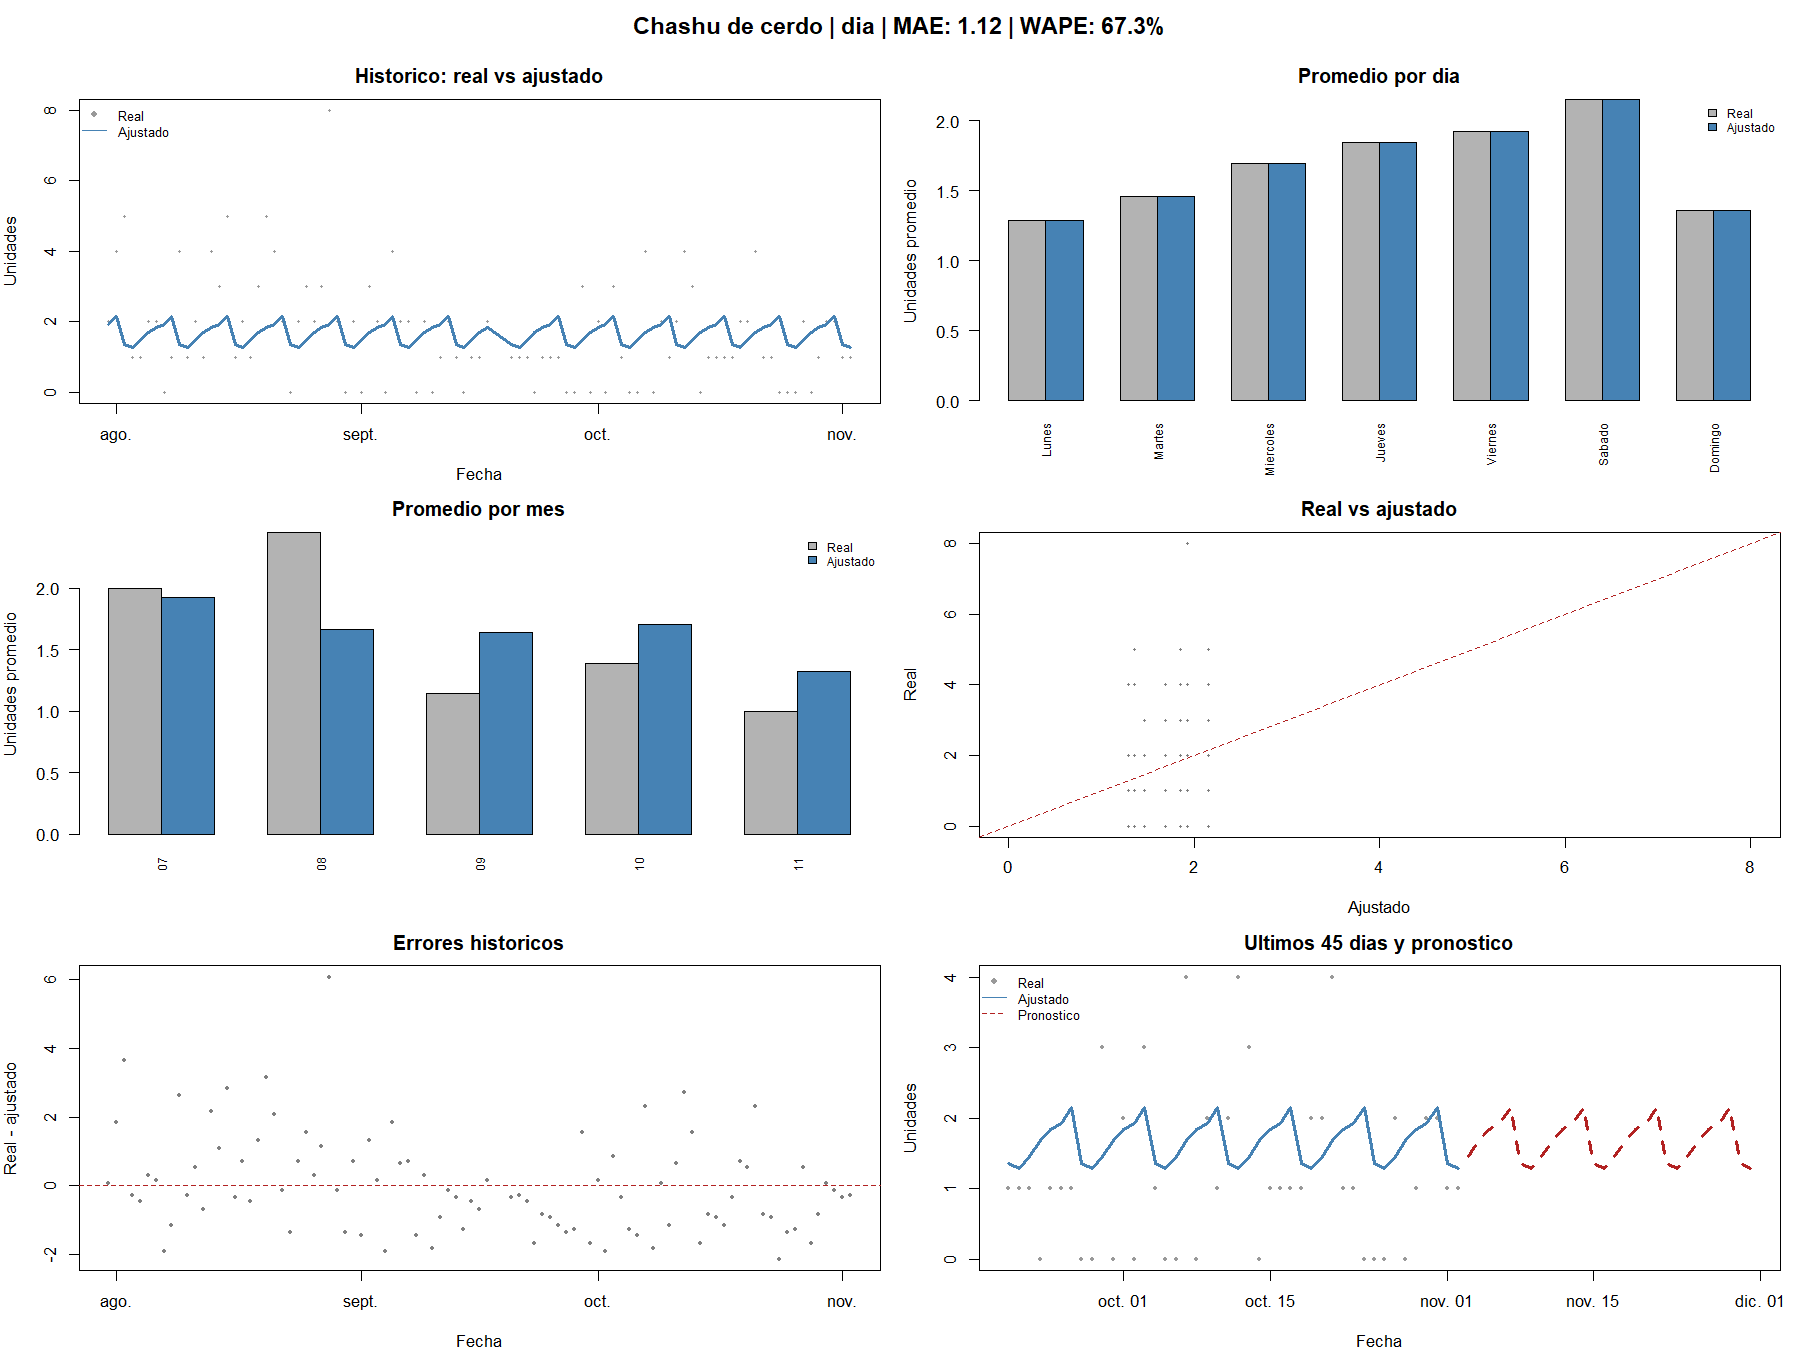 Chashu de cerdo | dia | MAE: 1.12 | WAPE: 67.3%
Historico: real vs ajustado
Real
Ajustado
Unidades
8
6
4
2
0
ago.
sept.
oct.
nov.
Fecha
Promedio por dia
Real
Ajustado
Unidades promedio
2.0
1.5
1.0
0.5
0.0
Lunes
Martes
Miercoles
Jueves
Viernes
Sabado
Domingo
Promedio por mes
Real
Ajustado
Unidades promedio
2.0
1.5
1.0
0.5
0.0
07
08
09
10
11
Real vs ajustado
Real
8
6
4
2
0
0
2
4
6
8
Ajustado
Errores historicos
Real - ajustado
6
4
2
0
-2
ago.
sept.
oct.
nov.
Fecha
Ultimos 45 dias y pronostico
Real
Ajustado
Pronostico
Unidades
4
3
2
1
0
oct. 01
oct. 15
nov. 01
nov. 15
dic. 01
Fecha